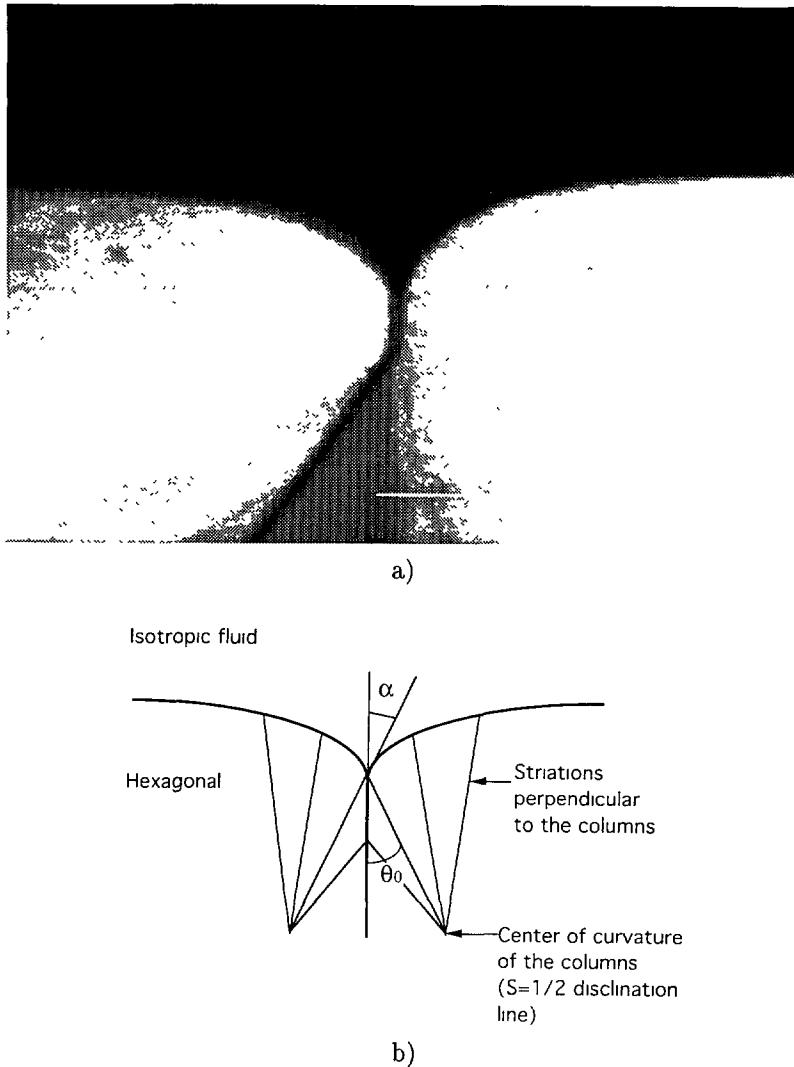 a)
Isotropic fluid
α
Hexagonal
Striations
perpendicular
to the columns
θ0
Center of curvature
of the columns
(S=1/2 disclination
line)
b)